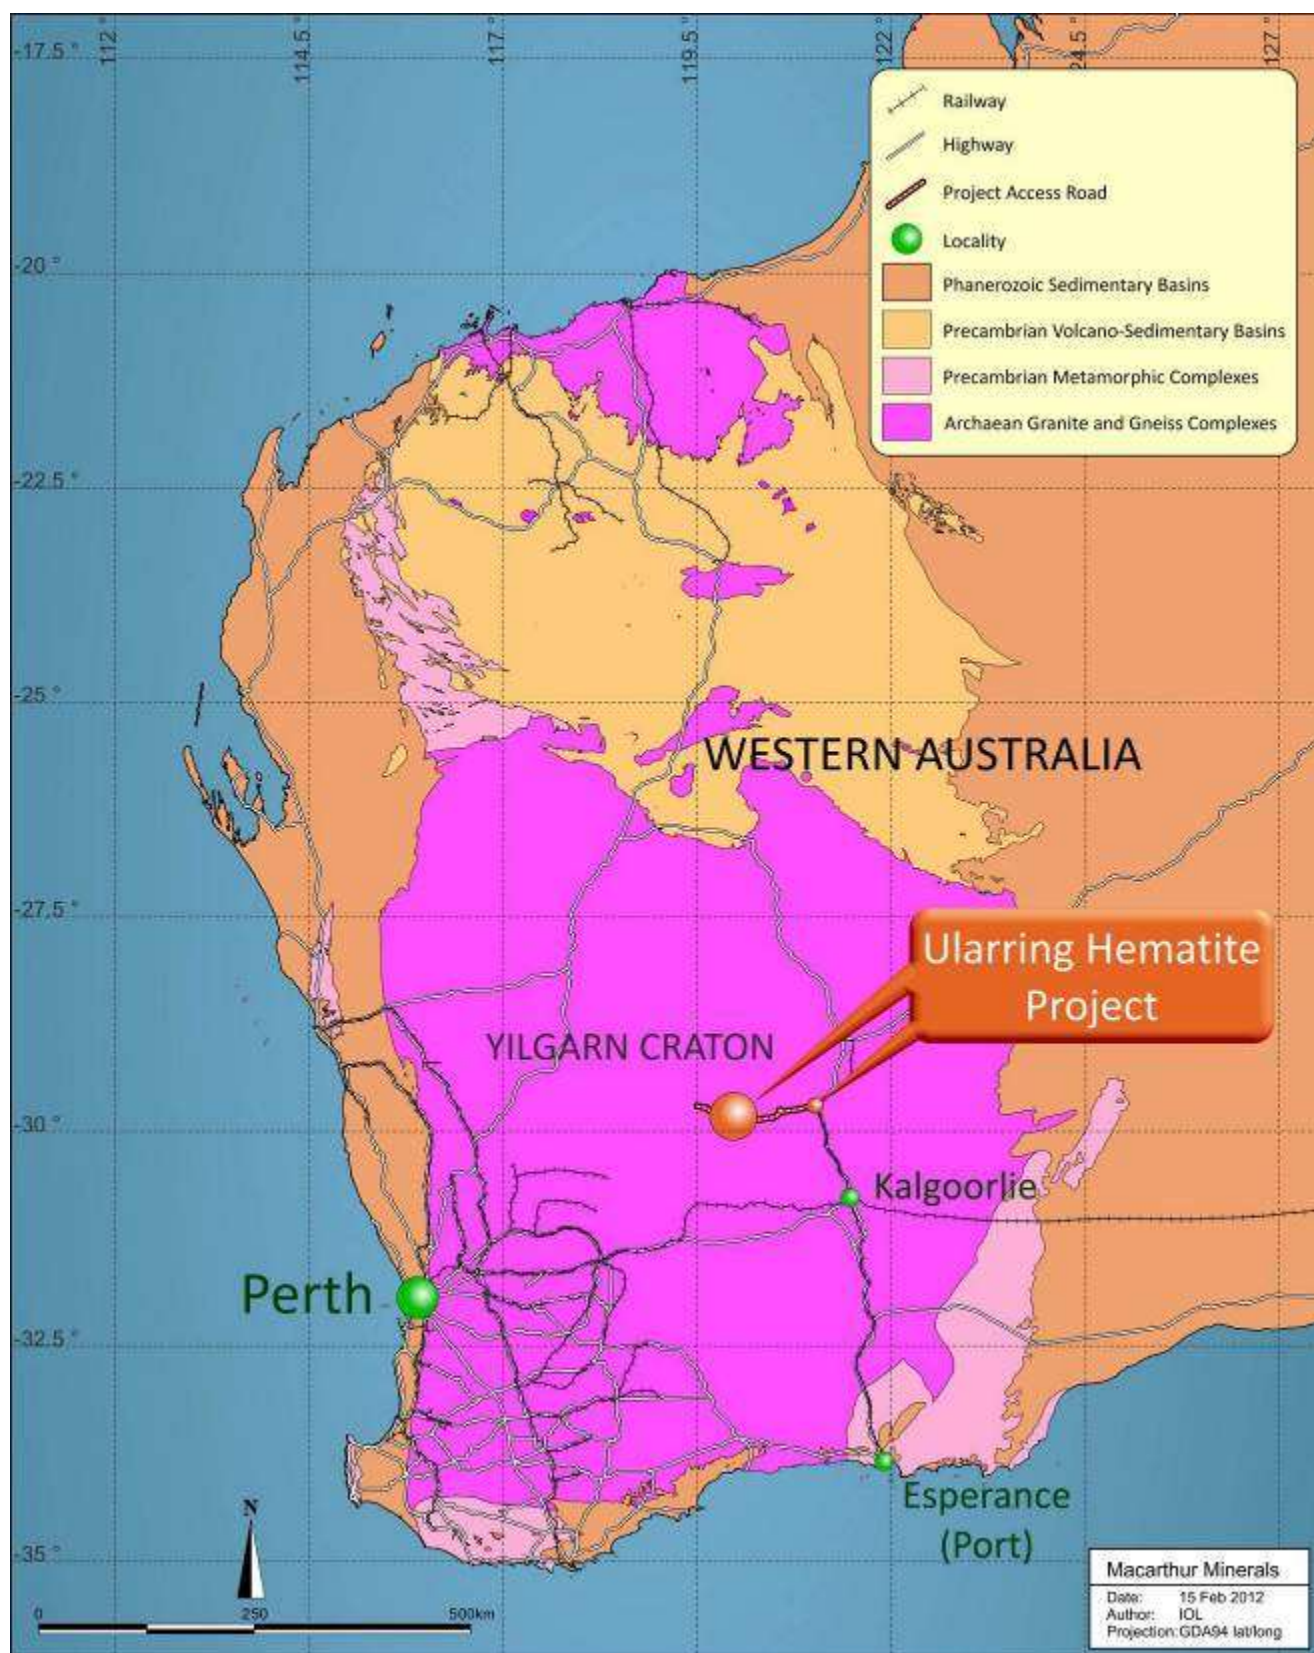 112°
114.5°
117°
119.5°
122°
24.5°
127°
-17.5°
-20°
-22.5°
-25°
-27.5°
-30°
-32.5°
-35°
Railway
Highway
Project Access Road
Locality
Phanerozoic Sedimentary Basins
Precambrian Volcano-Sedimentary Basins
Precambrian Metamorphic Complexes
Archaean Granite and Gneiss Complexes
WESTERN AUSTRALIA
Ularring Hematite
Project
YILGARN CRATON
Kalgoorlie
Perth
Esperance
(Port)
N
0 250 500km
Macarthur Minerals
Date: 15 Feb 2012
Author: IOL
Projection: GDA94 lat/long